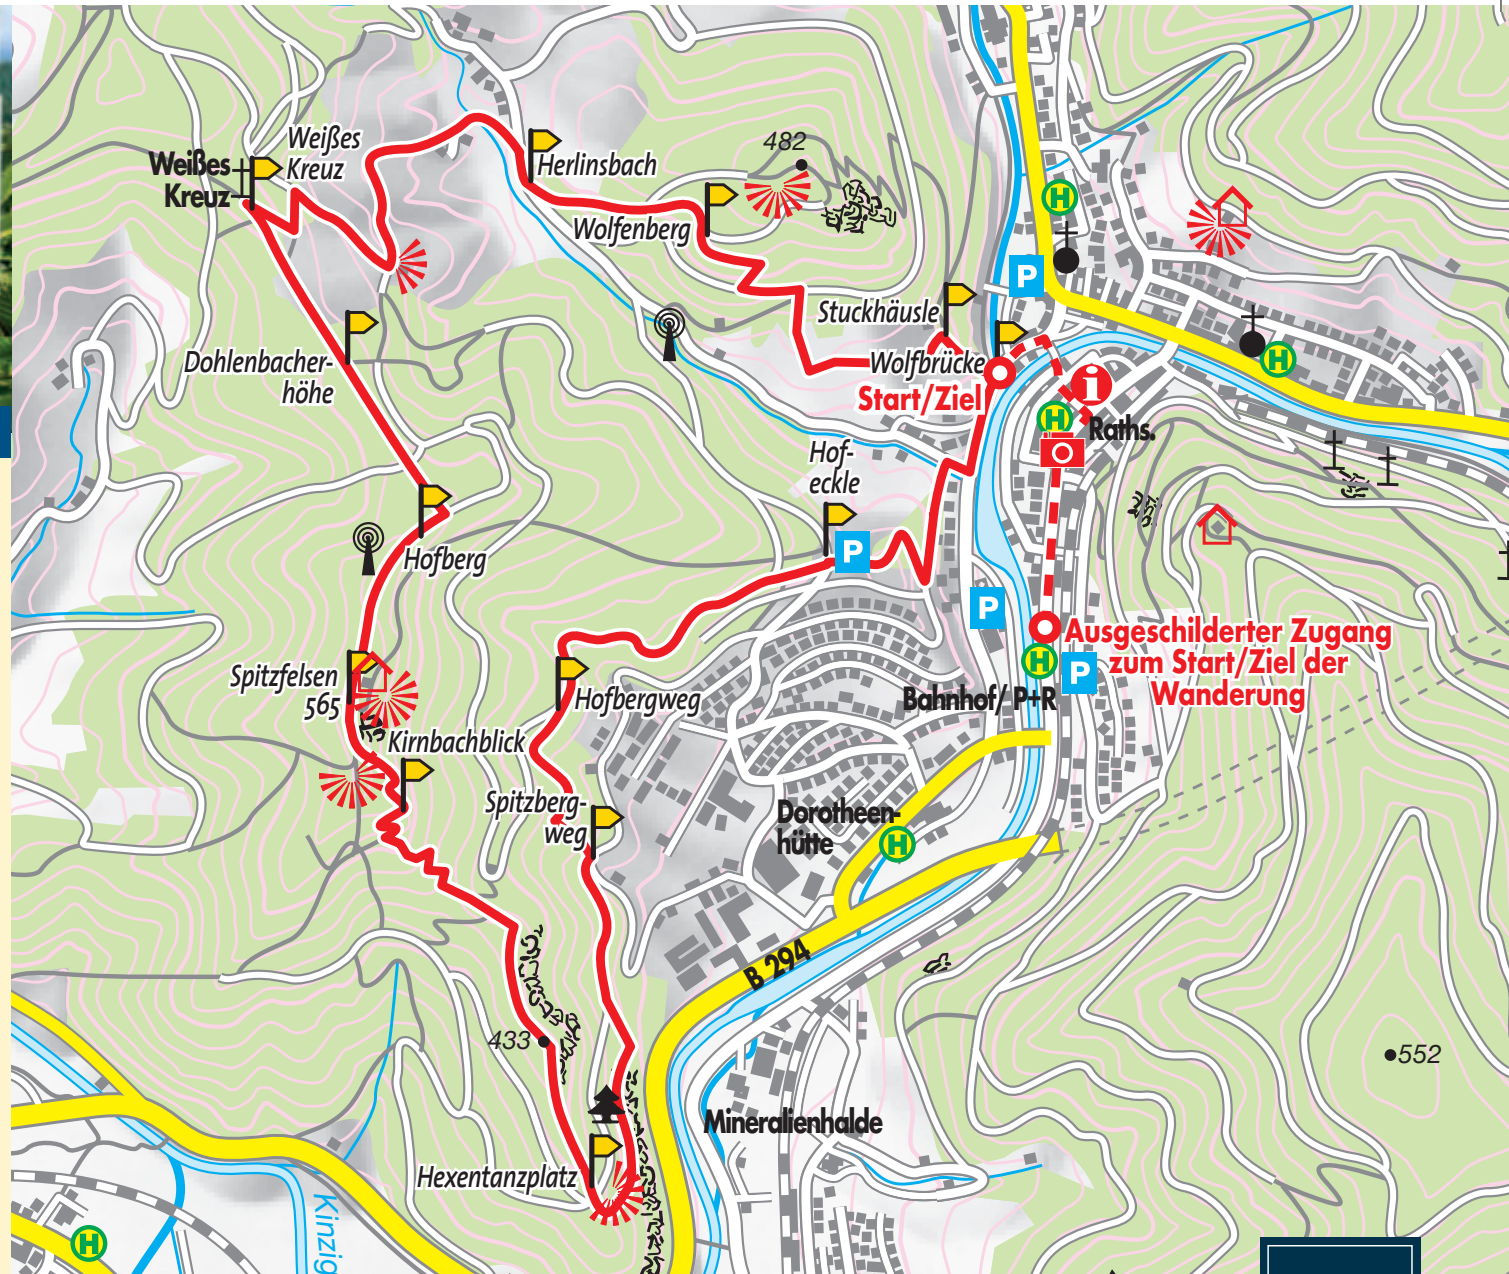 482
Weißes
Kreuz
Weißes
Kreuz
Herlinsbach
Wolfenberg
H
P
Stuckhäusle
Wolfbrücke
Start/Ziel
H
i
H
Raths.
Dohlenbacher-
höhe
Hof-
eckle
P
Hofberg
P
Ausgeschilderter Zugang
zum Start/Ziel der
Wanderung
H
P
Bahnhof/ P+R
Spitzfelsen
565
Hofbergweg
Kirnbachblick
Spitzberg-
weg
Dorotheen-
hütte
H
B 294
433
552
Mineralienhalde
Hexentanzplatz
Kinzig
H